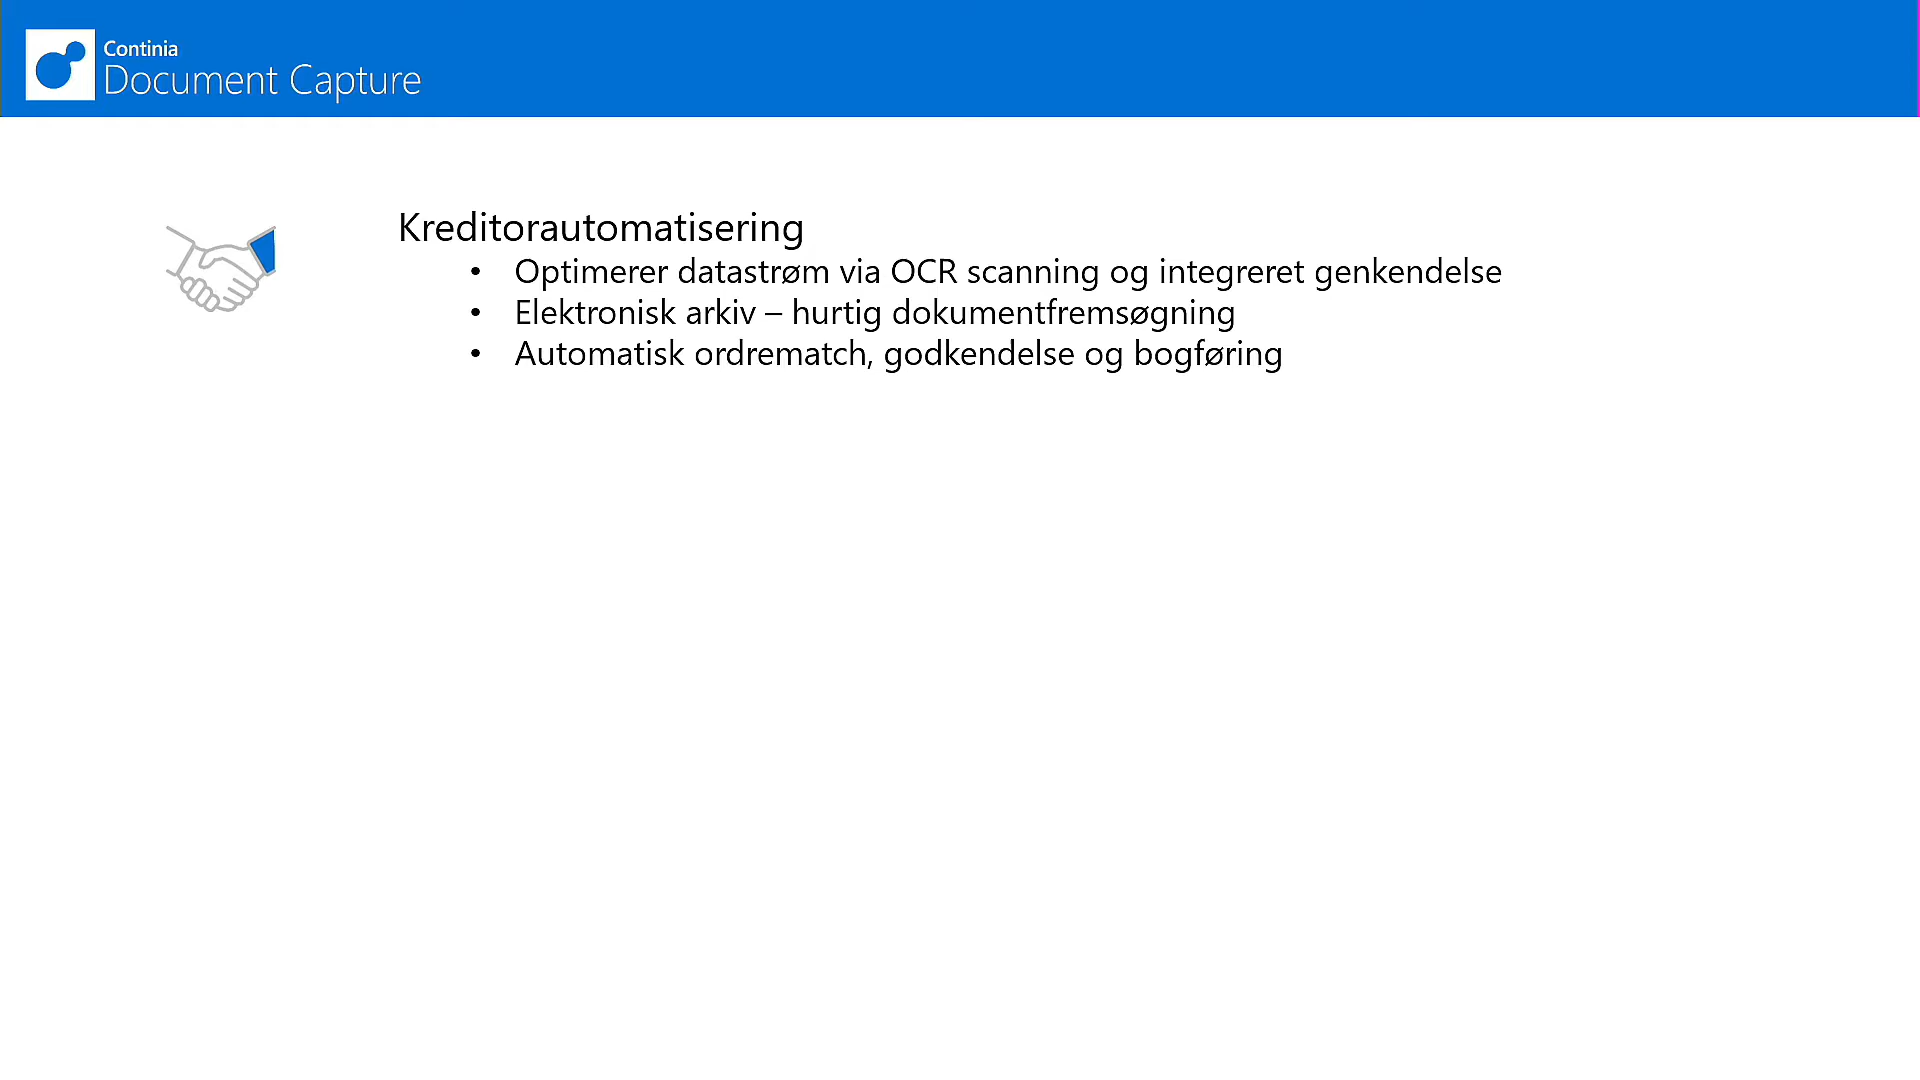 Continia
Document Capture
Kreditorautomatisering
• Optimerer datastrøm via OCR scanning og integreret genkendelse
• Elektronisk arkiv – hurtig dokumentfremsøgning
• Automatisk ordrematch, godkendelse og bogføring